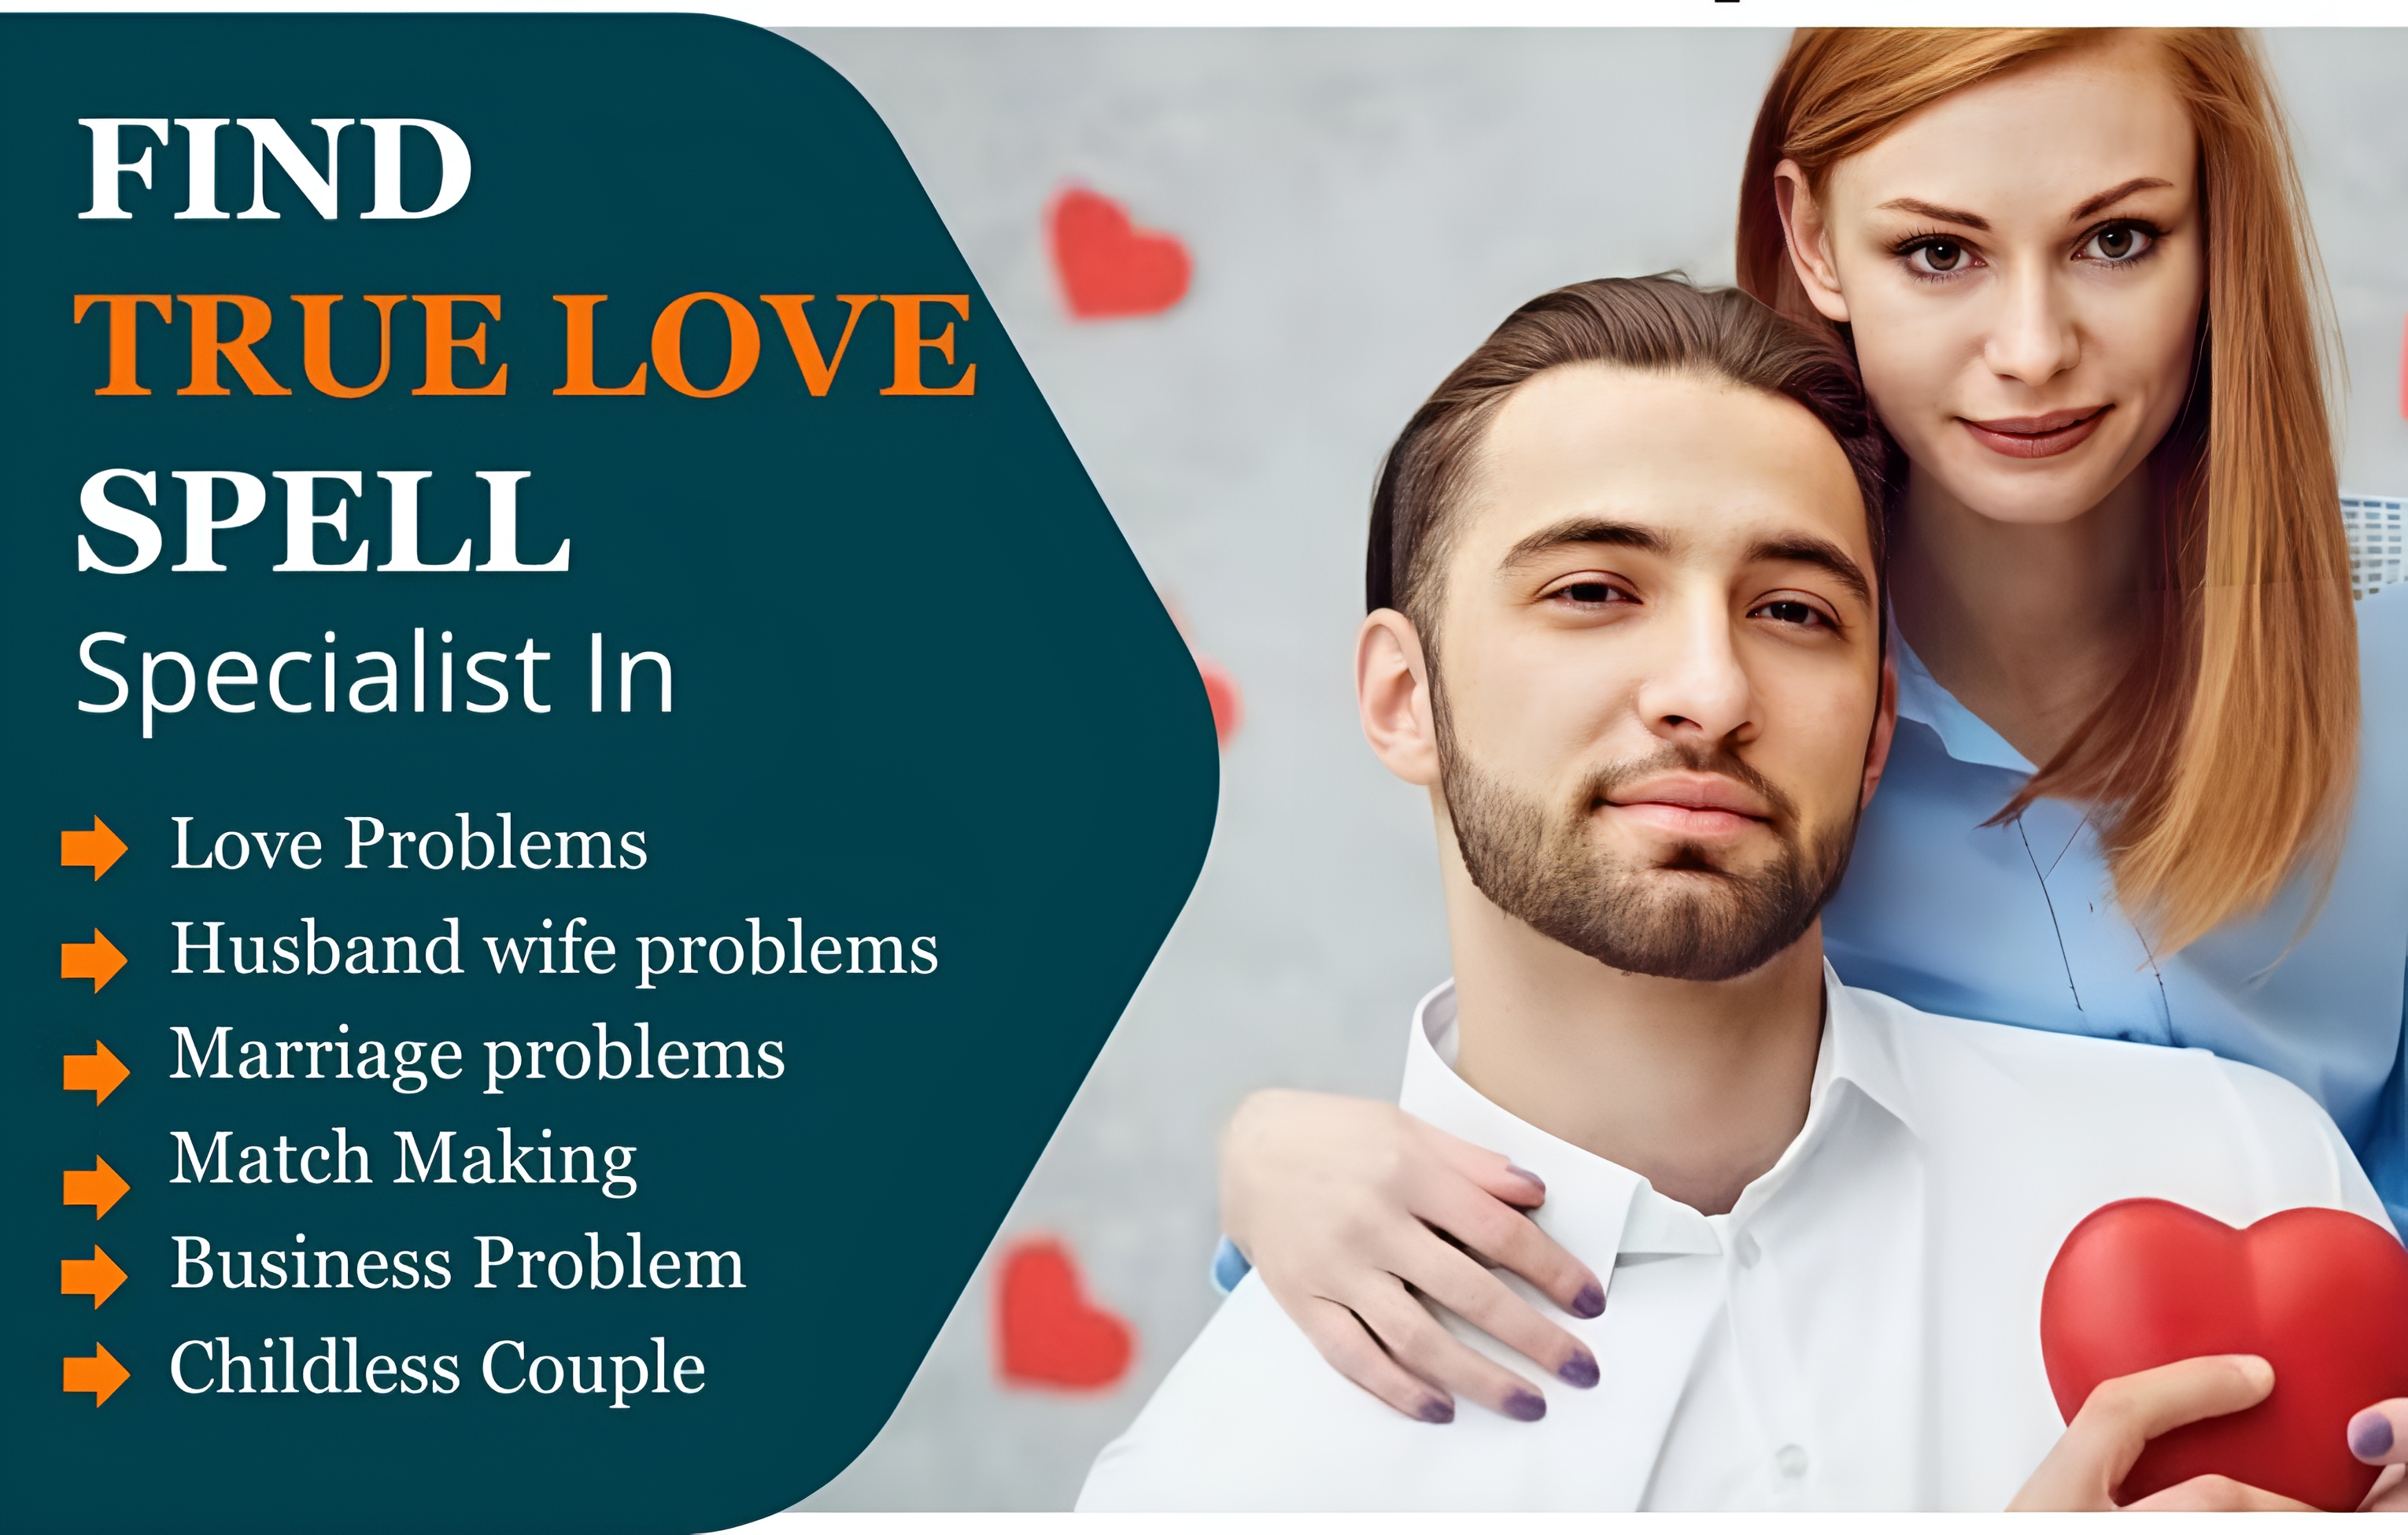 FIND
TRUE LOVE
SPELL
Specialist In
Love Problems
Husband wife problems
Marriage problems
Match Making
Business Problem
Childless Couple